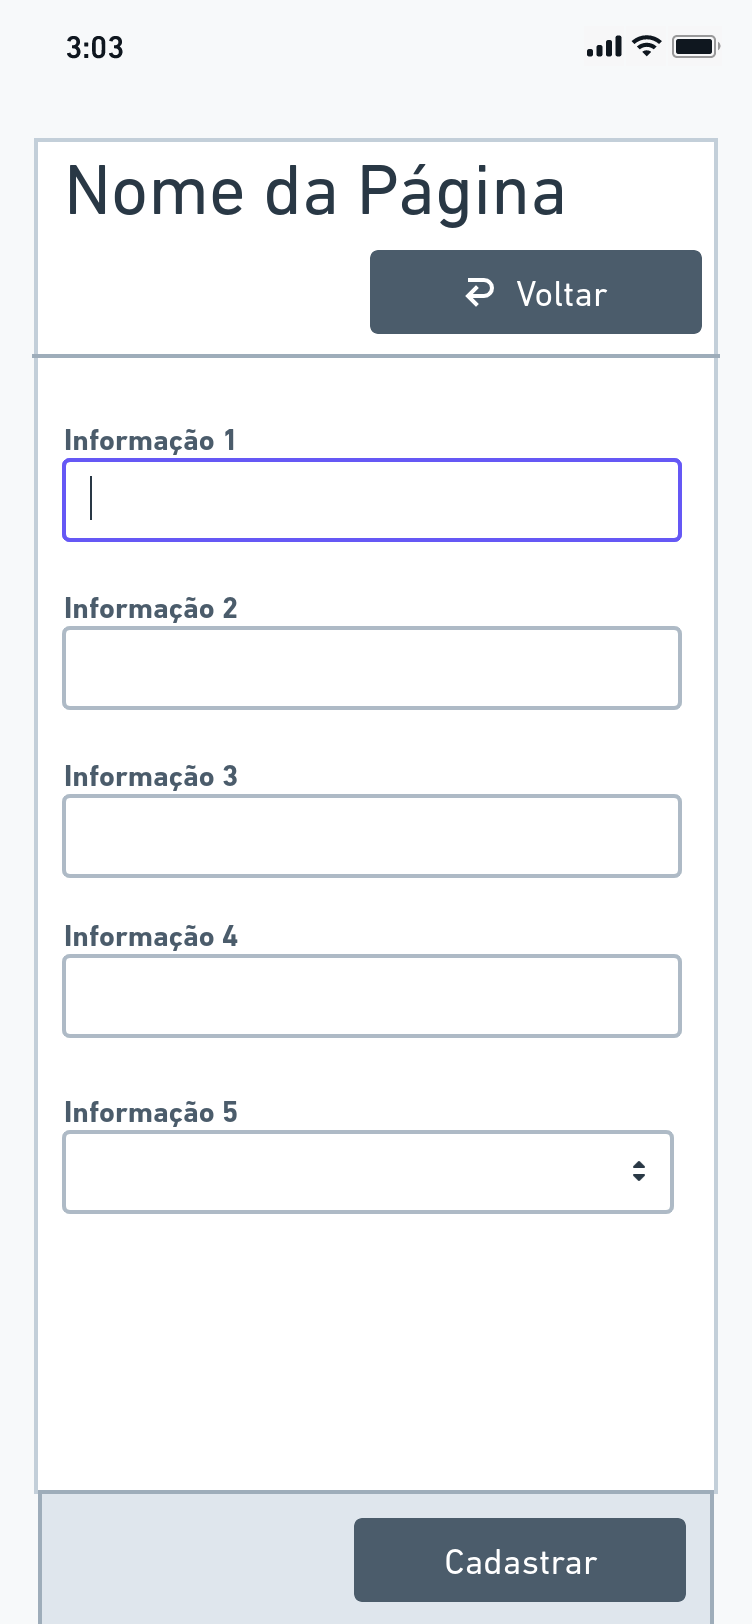 3:03
Nome da Página
Voltar
Informação 1
Informação 2
Informação 3
Informação 4
Informação 5
Cadastrar